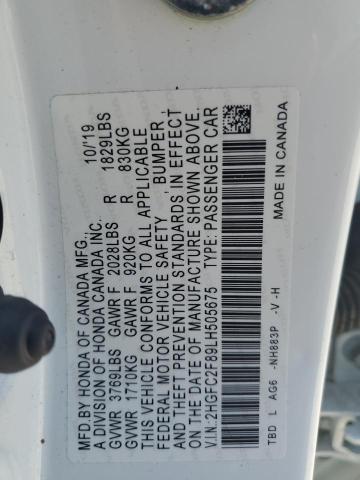 MFD.BY HONDA OF CANADA MFG., 10/19
A DIVISION OF HONDA CANADA INC.
GVWR 3769LBS GAWR F 2028LBS R 1829LBS
GVWR 1710KG GAWR F 920KG R 830KG
THIS VEHICLE CONFORMS TO ALL APPLICABLE
FEDERAL MOTOR VEHICLE SAFETY, BUMPER,
AND THEFT PREVENTION STANDARDS IN EFFECT
ON THE DATE OF MANUFACTURE SHOWN ABOVE.
V.I.N: 2HGFC2F69LH505675 TYPE: PASSENGER CAR
TBD L AG6 -NH883P -V -H MADE IN CANADA